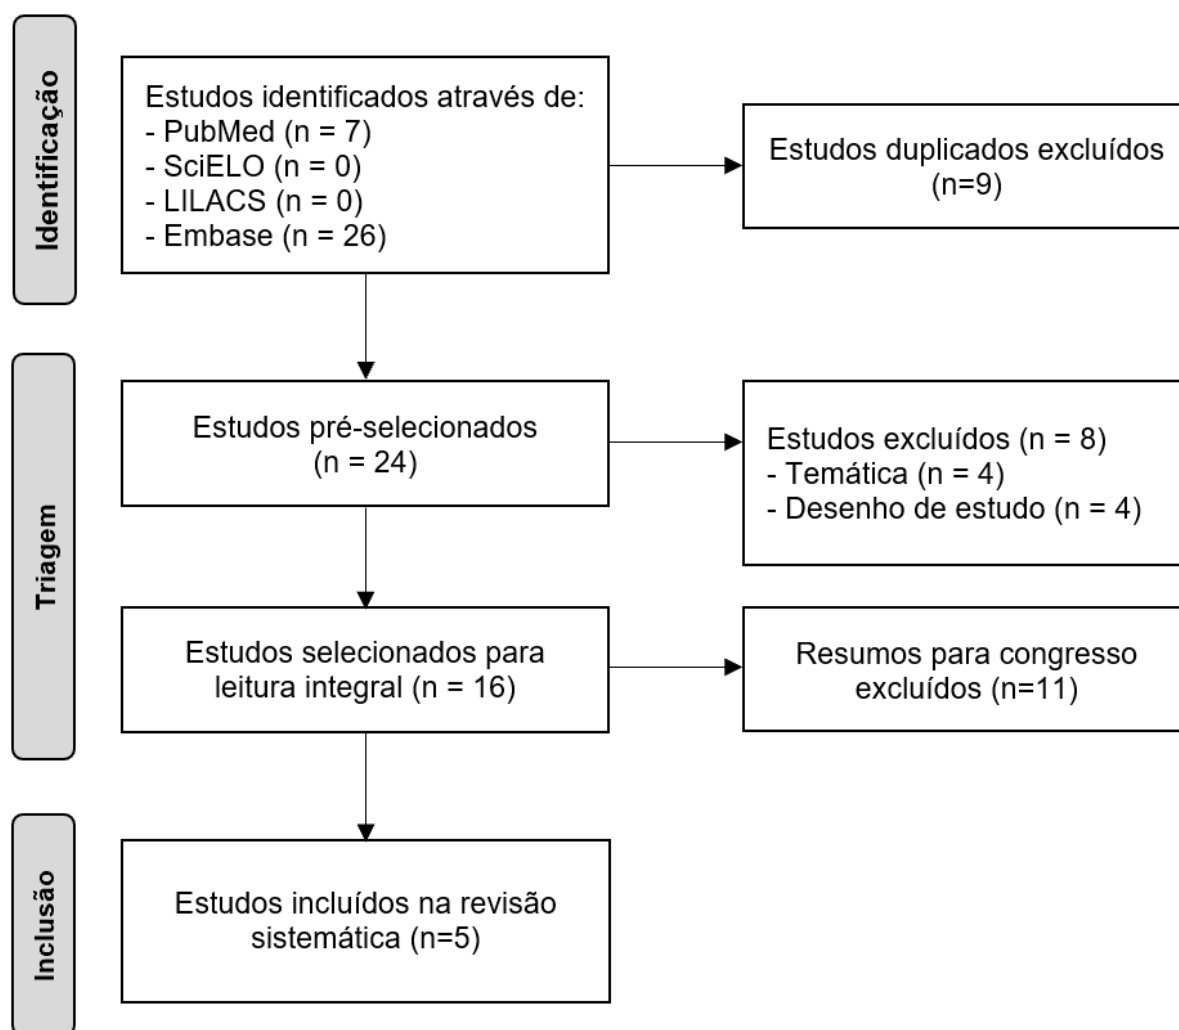 Identificação
Estudos identificados através de:
- PubMed (n = 7)
- SciELO (n = 0)
- LILACS (n = 0)
- Embase (n = 26)
Estudos duplicados excluídos
(n=9)
Triagem
Estudos pré-selecionados
(n = 24)
Estudos excluídos (n = 8)
- Temática (n = 4)
- Desenho de estudo (n = 4)
Estudos selecionados para
leitura integral (n = 16)
Resumos para congresso
excluídos (n=11)
Inclusão
Estudos incluídos na revisão
sistemática (n=5)